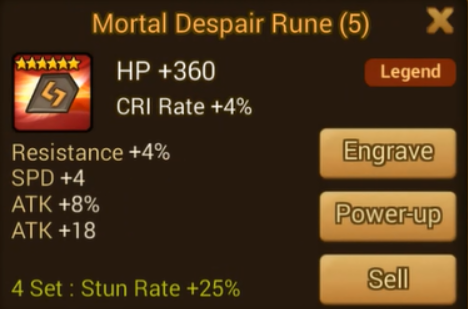 Mortal Despair Rune (5)
HP +360
Legend
CRI Rate +4%
Resistance +4%
SPD +4
ATK +8%
ATK +18
Engrave
Power-up
Sell
4 Set : Stun Rate +25%